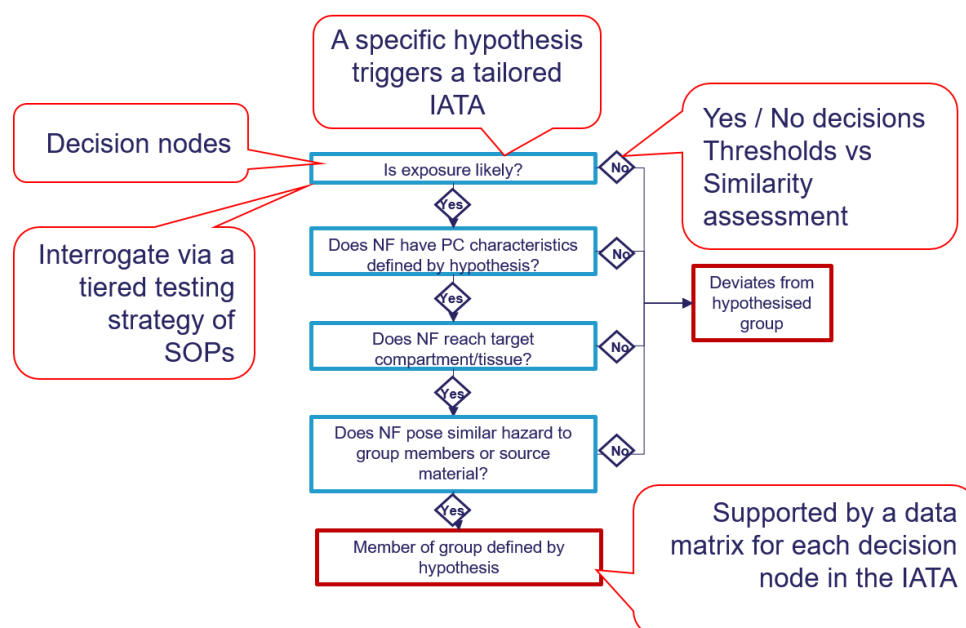 A specific hypothesis
triggers a tailored
IATA
Decision nodes
Yes / No decisions
Thresholds vs
Similarity
assessment
Is exposure likely?
No
Yes
Interrogate via a
tiered testing
strategy of
SOPs
Does NF have PC characteristics
defined by hypothesis?
No
Yes
Deviates from
hypothesised
group
Does NF reach target
compartment/tissue?
No
Yes
Does NF pose similar hazard to
group members or source
material?
No
Yes
Member of group defined by
hypothesis
Supported by a data
matrix for each decision
node in the IATA